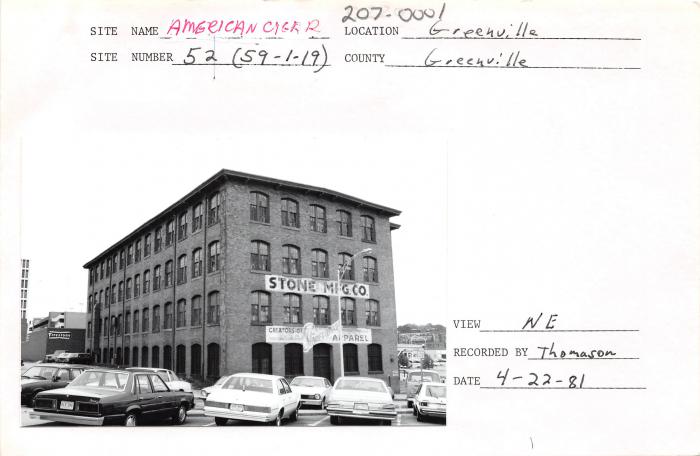 207-0001
SITE NAME AMERICAN CIGAR LOCATION Greenville
SITE NUMBER 52 (59-1-19) COUNTY Greenville
STONE MFG. CO.
CREATORS OF APPAREL
Firestone
VIEW NE
RECORDED BY Thomason
DATE 4-22-81